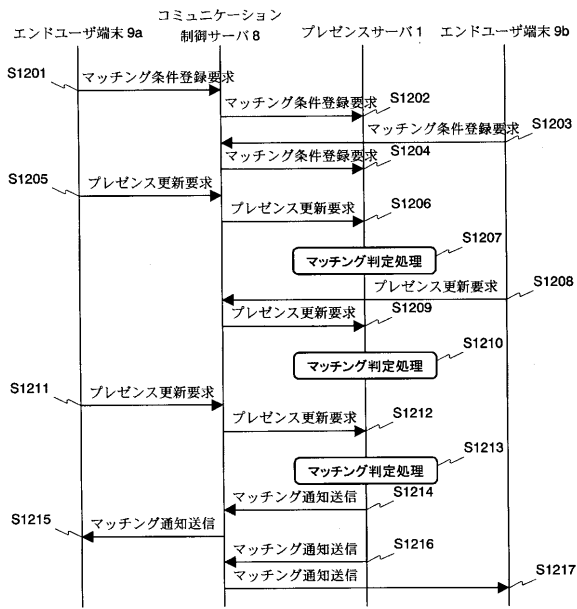 コミュニケーション
エンドユーザ端末 9a
制御サーバ 8
プレゼンスサーバ 1
エンドユーザ端末 9b
S1201
マッチング条件登録要求
マッチング条件登録要求
S1202
マッチング条件登録要求
S1203
マッチング条件登録要求
S1204
S1205
プレゼンス更新要求
プレゼンス更新要求
S1206
S1207
マッチング判定処理
プレゼンス更新要求
S1208
プレゼンス更新要求
S1209
S1210
マッチング判定処理
S1211
プレゼンス更新要求
プレゼンス更新要求
S1212
S1213
マッチング判定処理
マッチング通知送信
S1214
S1215
マッチング通知送信
マッチング通知送信
S1216
マッチング通知送信
S1217